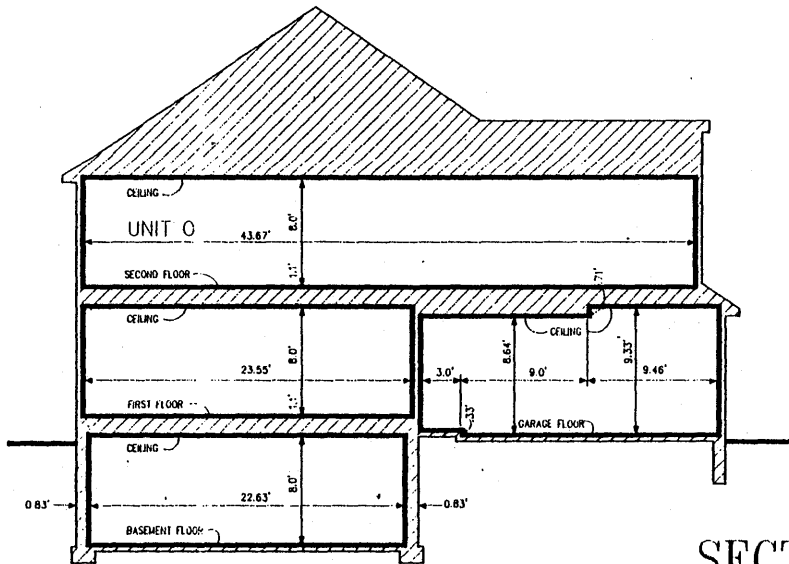 CEILING
UNIT O
8.0'
43.67'
SECOND FLOOR
1.1'
.71'
CEILING
CEILING
8.0'
8.64'
9.33'
23.55'
3.0'
9.0'
9.46'
FIRST FLOOR
1.1'
.33'
GARAGE FLOOR
CEILING
8.0'
0.83'
22.63'
0.83'
BASEMENT FLOOR
SECT